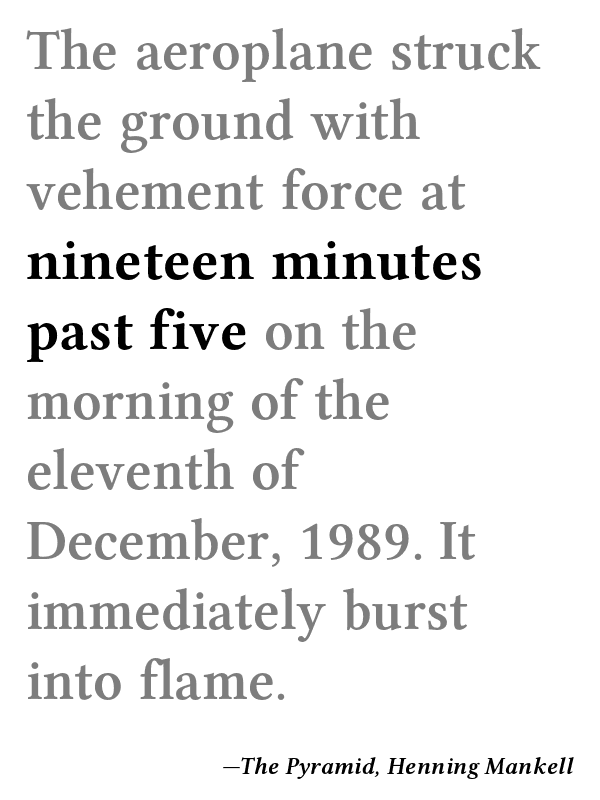 The aeroplane struck
the ground with
vehement force at
nineteen minutes
past five on the
morning of the
eleventh of
December, 1989. It
immediately burst
into flame.
—The Pyramid, Henning Mankell